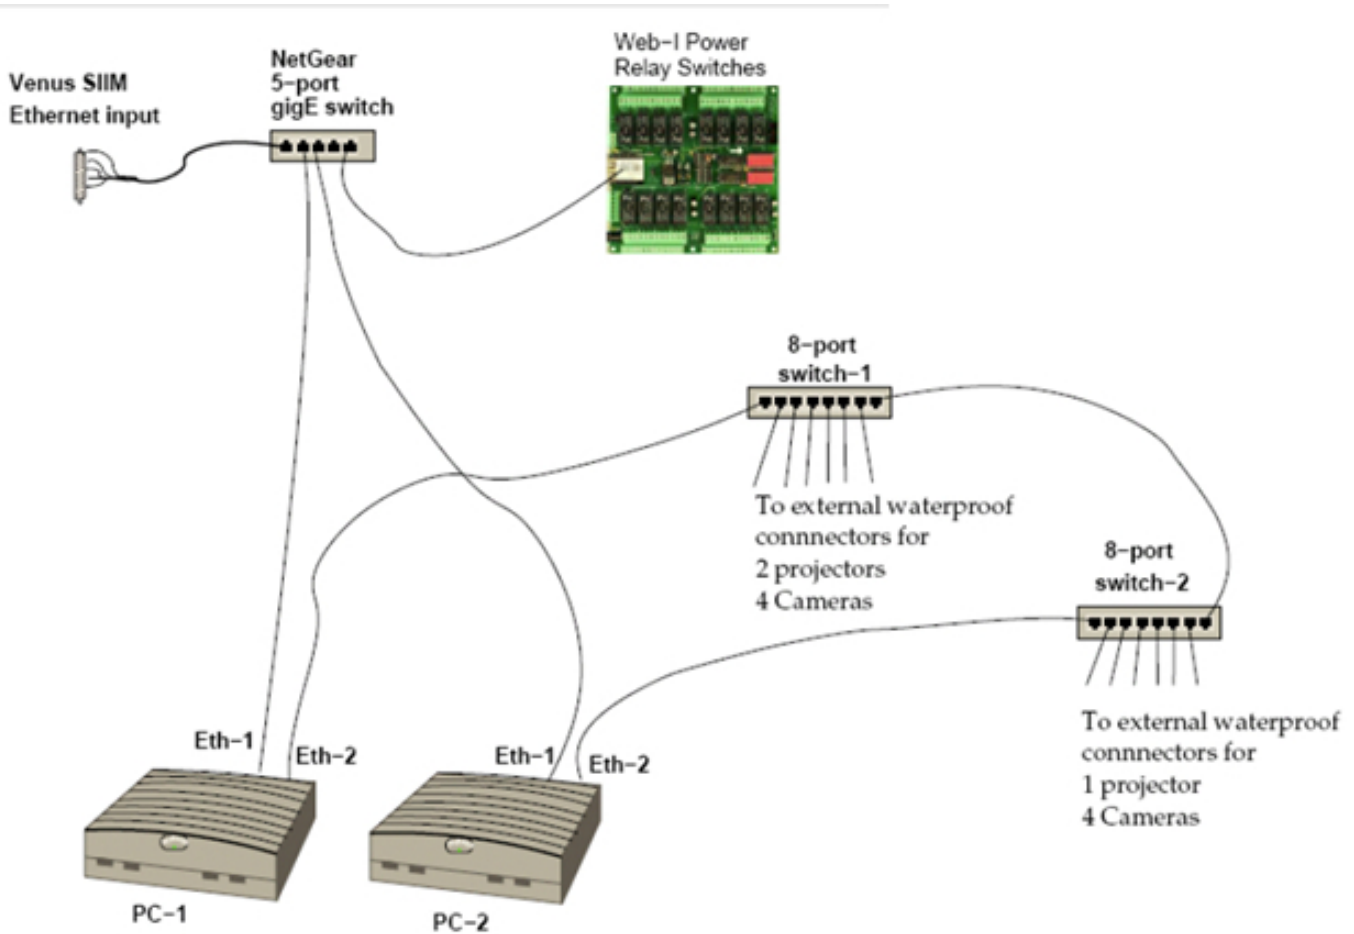 Venus SIIM
Ethernet input
NetGear
5-port
gigE switch
Web-I Power
Relay Switches
8-port
switch-1
To external waterproof
connnectors for
2 projectors
4 Cameras
8-port
switch-2
To external waterproof
connnectors for
1 projector
4 Cameras
Eth-1
Eth-2
Eth-1
Eth-2
PC-1
PC-2